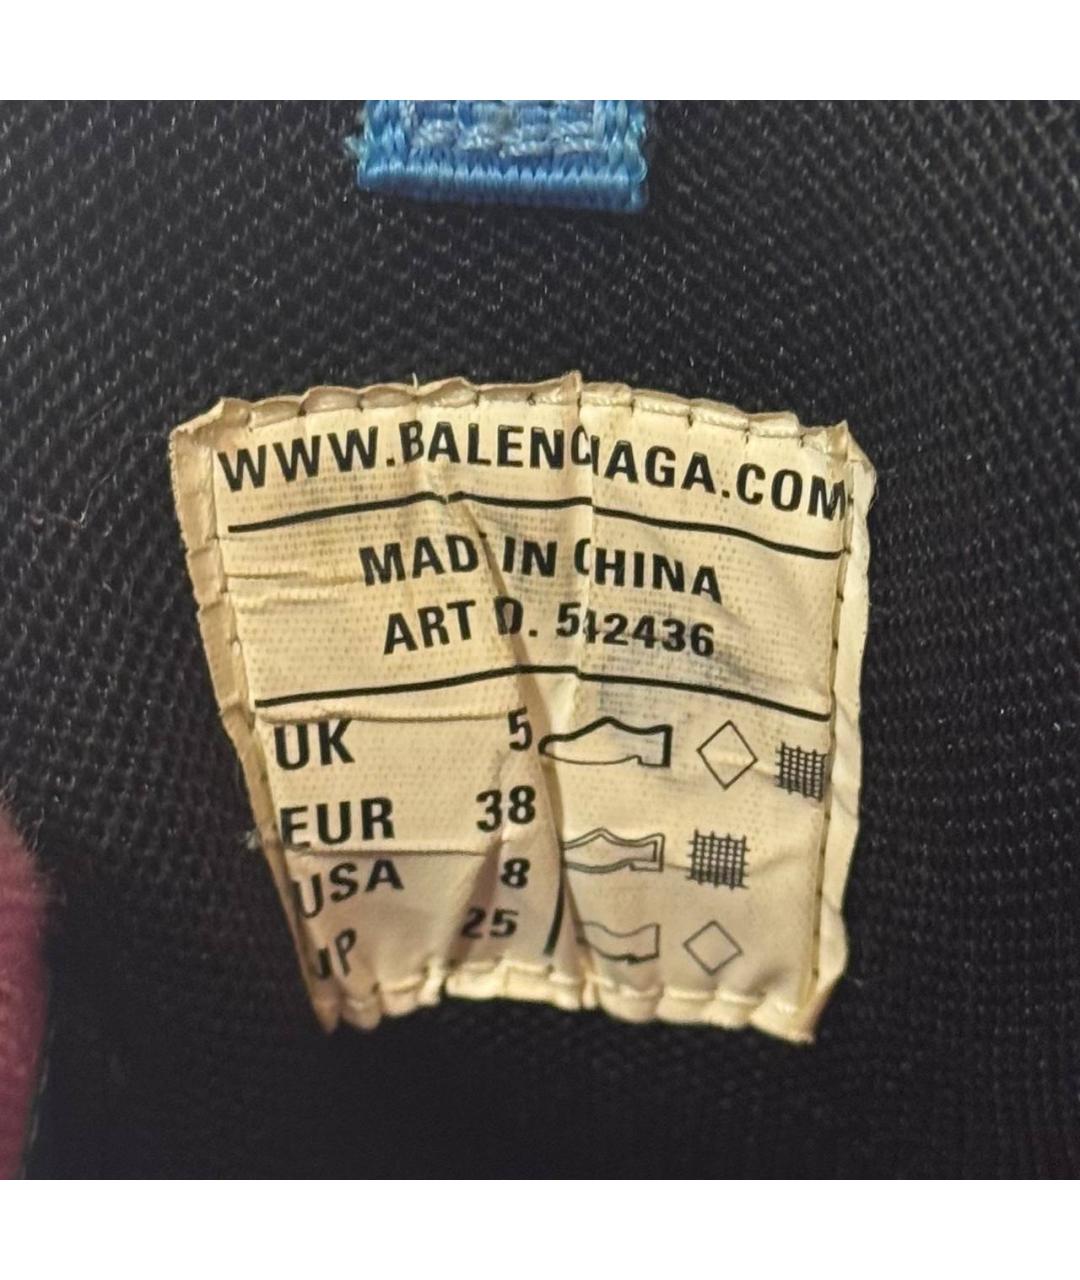 WWW.BALENCIAGA.COM
MADE IN CHINA
ART D. 542436
UK 5
EUR 38
USA 8
JP 25